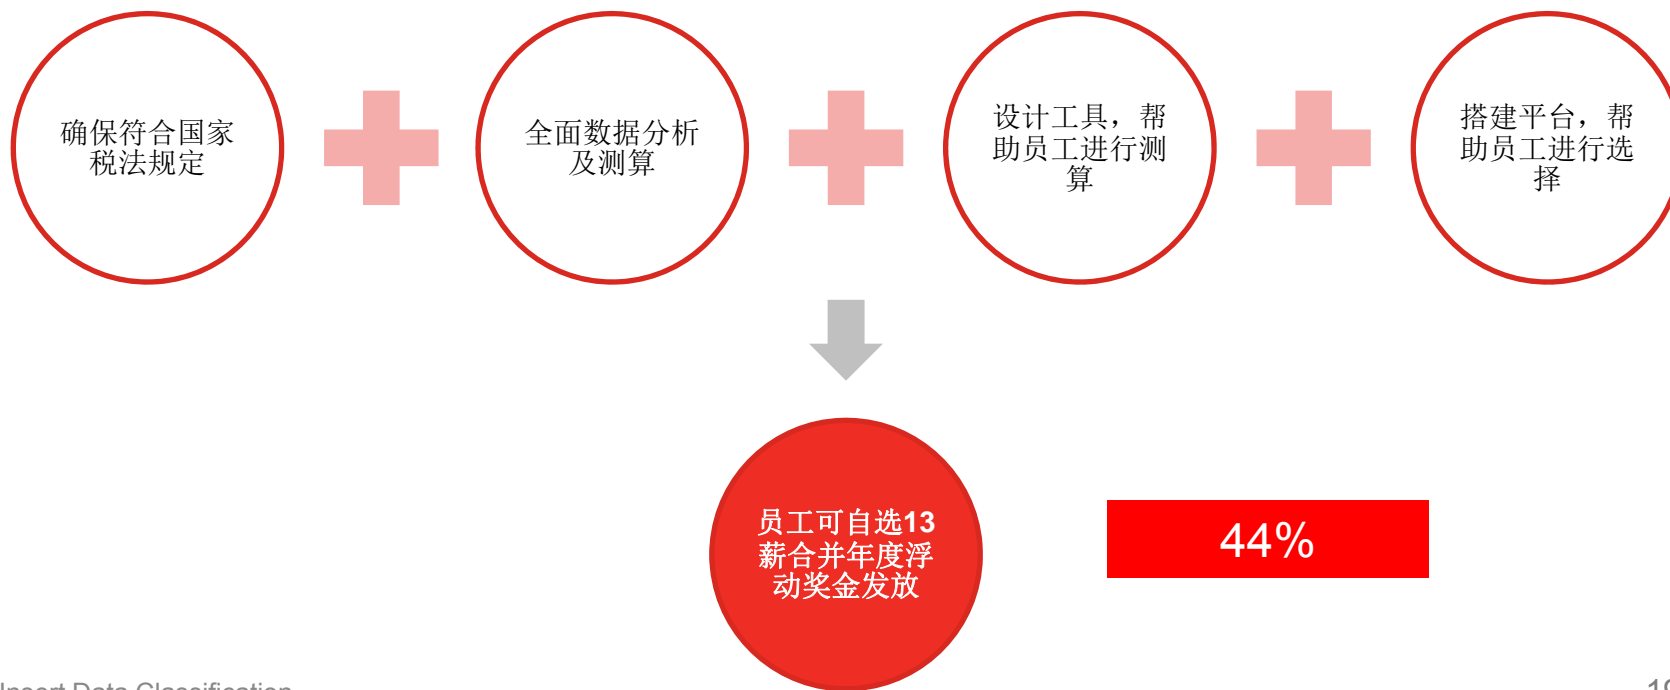 确保符合国家
税法规定
全面数据分析
及测算
设计工具，帮
助员工进行测
算
搭建平台，帮
助员工进行选
择
员工可自选13
薪合并年度浮
动奖金发放
44%
Insert Data Classification